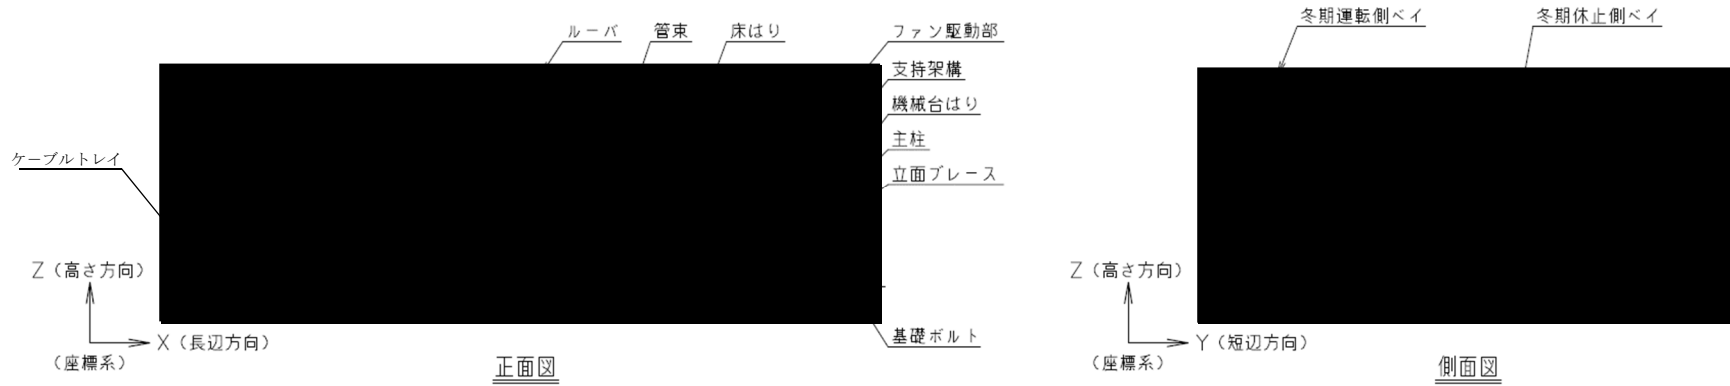 ルーバ
管束
床はり
ファン駆動部
支持架構
機械台はり
主柱
立面ブレース
ケーブルトレイ
Z（高さ方向）
X（長辺方向）
（座標系）
基礎ボルト
正面図
冬期運転側ベイ
冬期休止側ベイ
Z（高さ方向）
Y（短辺方向）
（座標系）
側面図